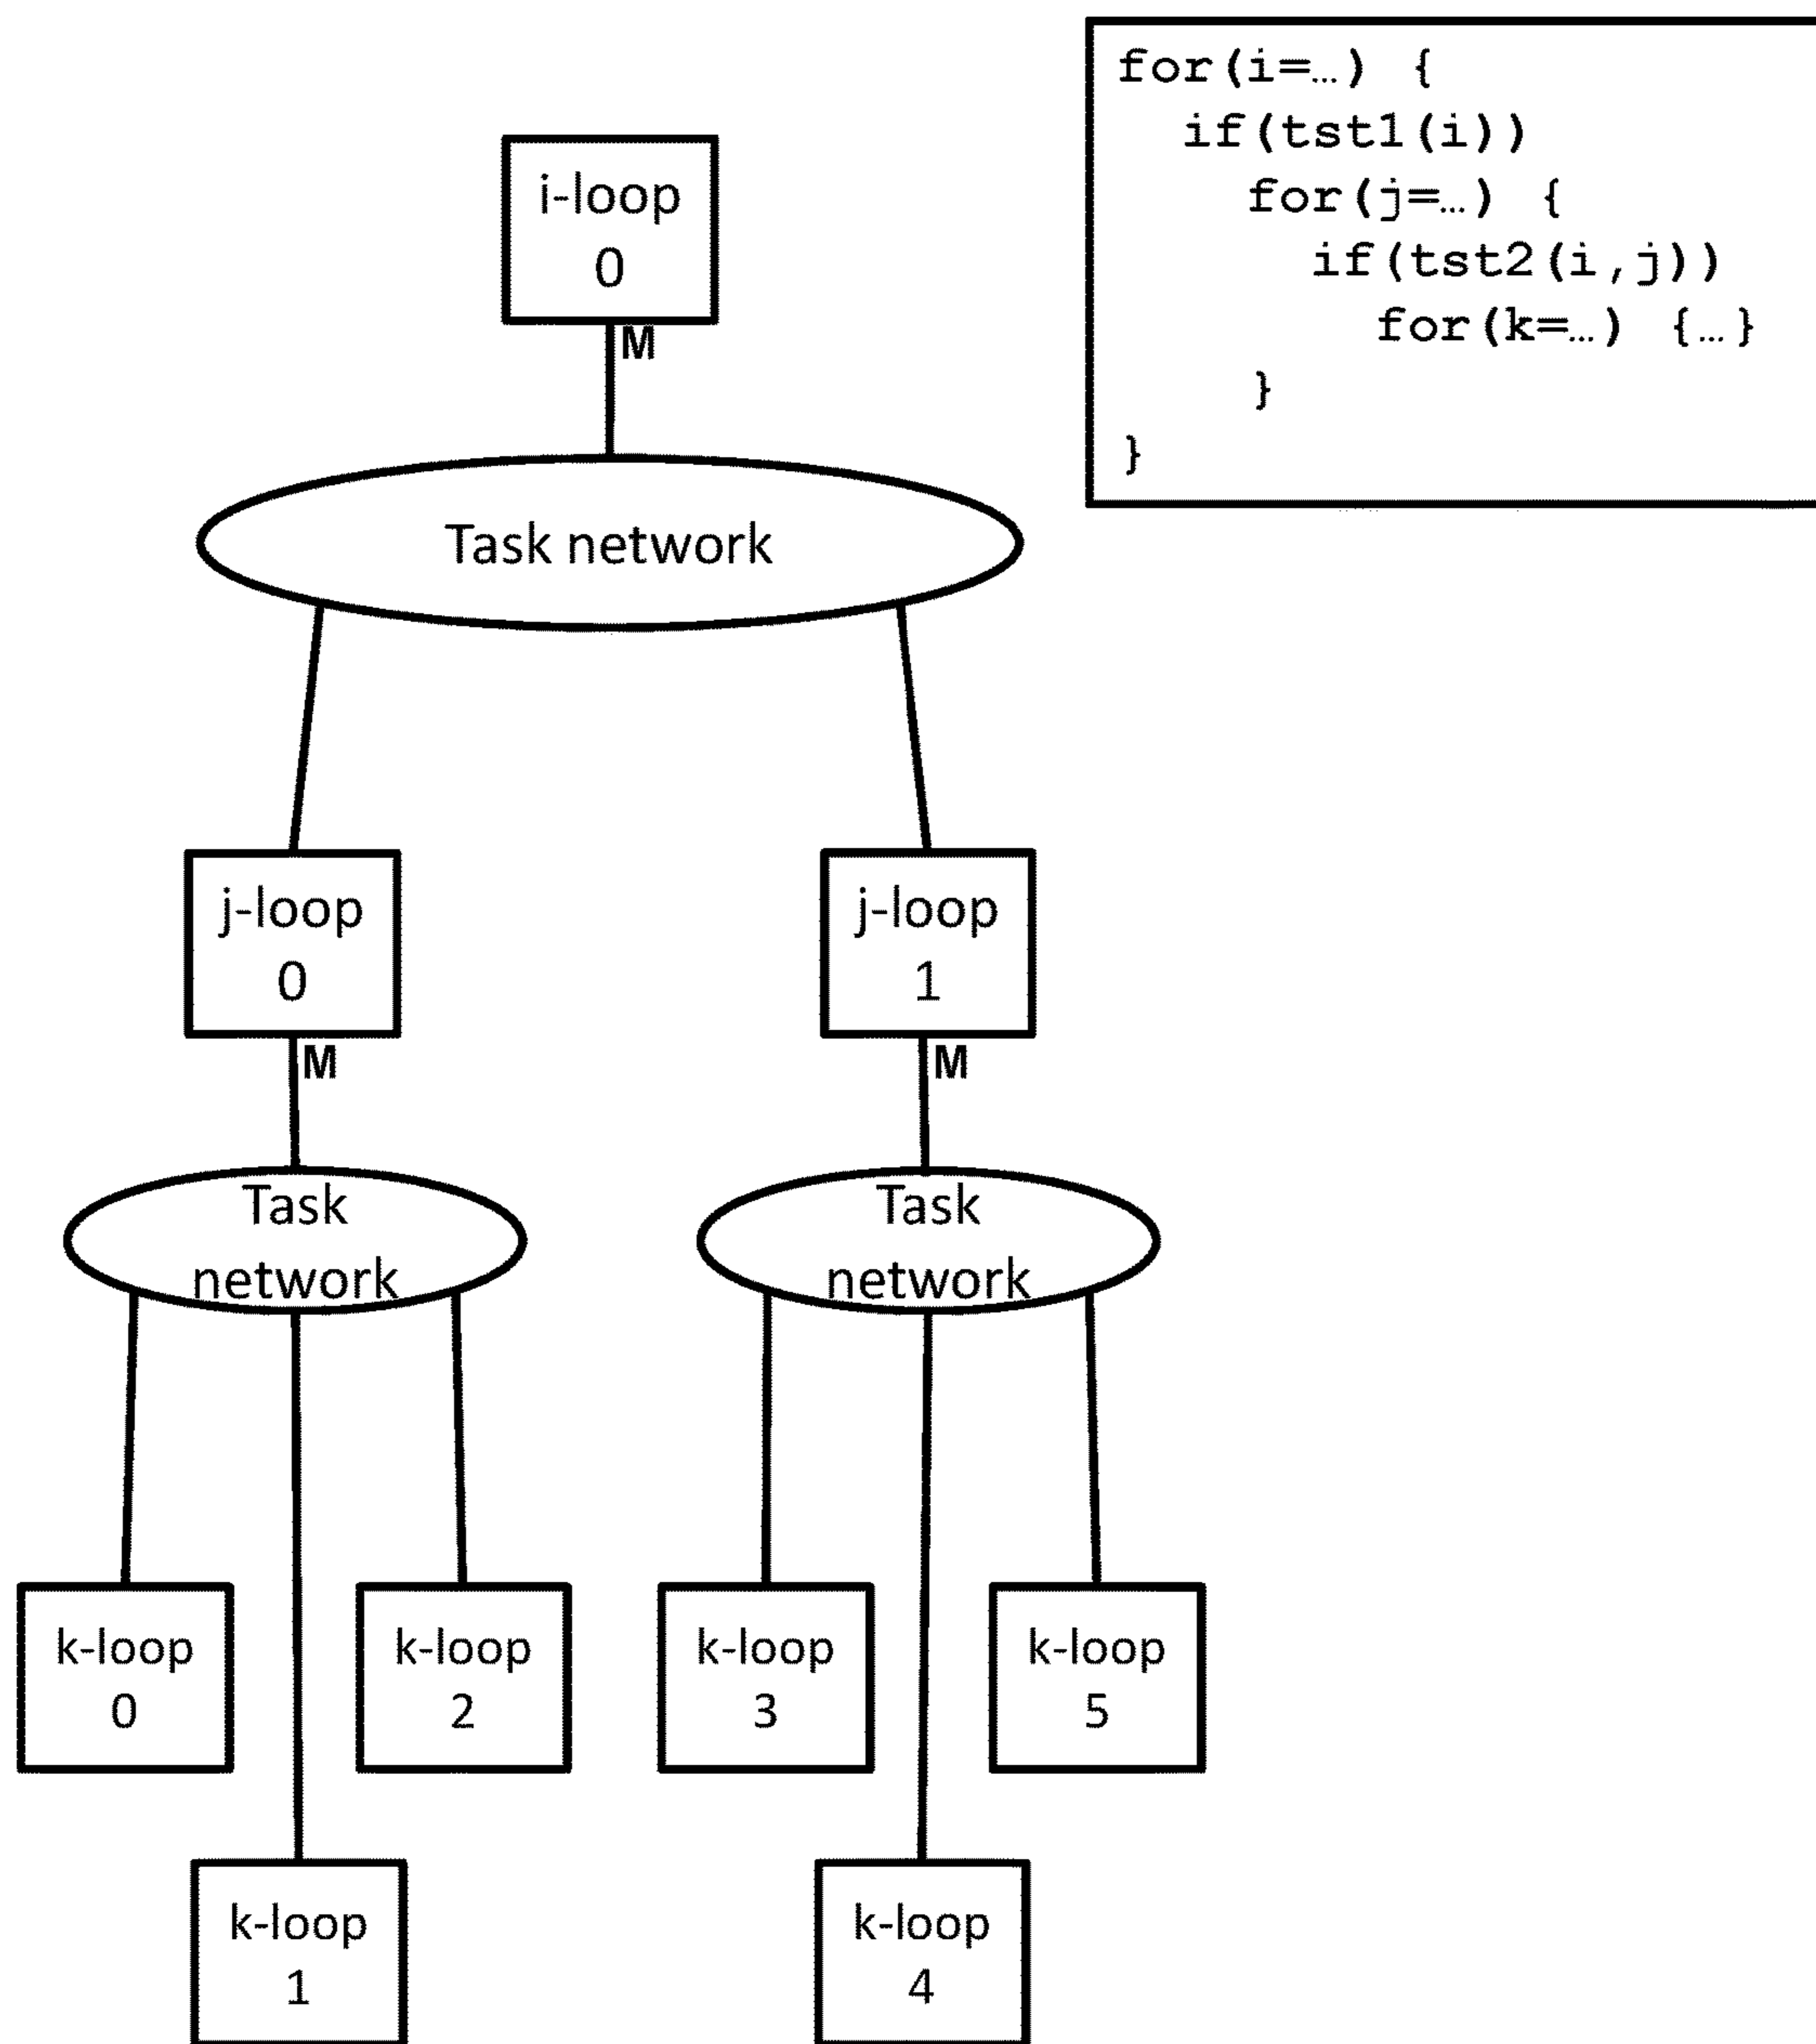 for(i=…) {
if(tst1(i))
for(j=…) {
if(tst2(i,j))
for(k=…) {…}
}
}
i-loop
0
M
Task network
j-loop
0
M
j-loop
1
M
Task
network
Task
network
k-loop
0
k-loop
2
k-loop
3
k-loop
5
k-loop
1
k-loop
4